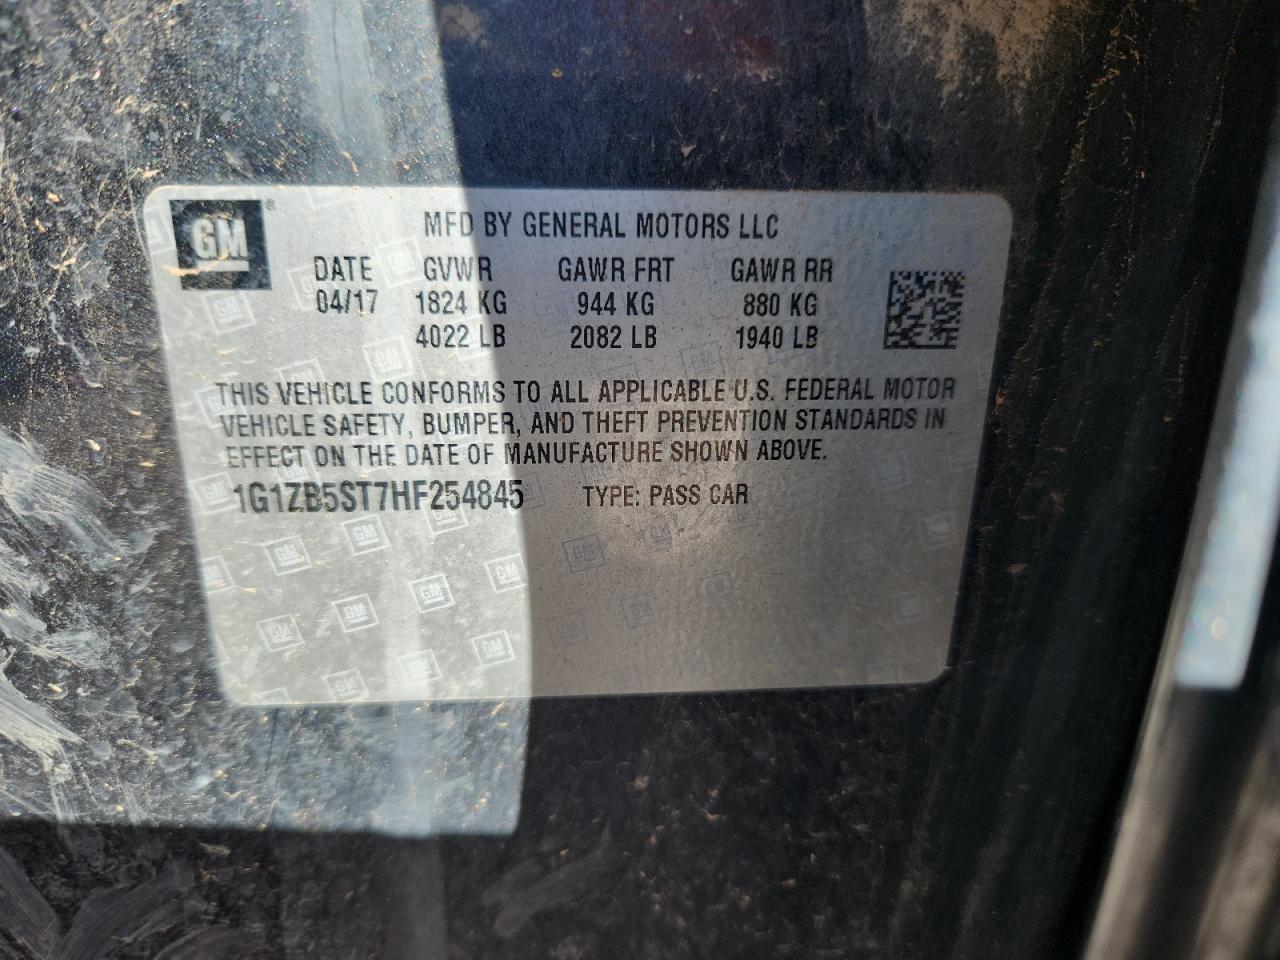 GM ®
MFD BY GENERAL MOTORS LLC
DATE GVWR GAWR FRT GAWR RR
04/17 1824 KG 944 KG 880 KG
4022 LB 2082 LB 1940 LB
THIS VEHICLE CONFORMS TO ALL APPLICABLE U.S. FEDERAL MOTOR
VEHICLE SAFETY, BUMPER, AND THEFT PREVENTION STANDARDS IN
EFFECT ON THE DATE OF MANUFACTURE SHOWN ABOVE.
1G1ZB5ST7HF254845 TYPE: PASS CAR